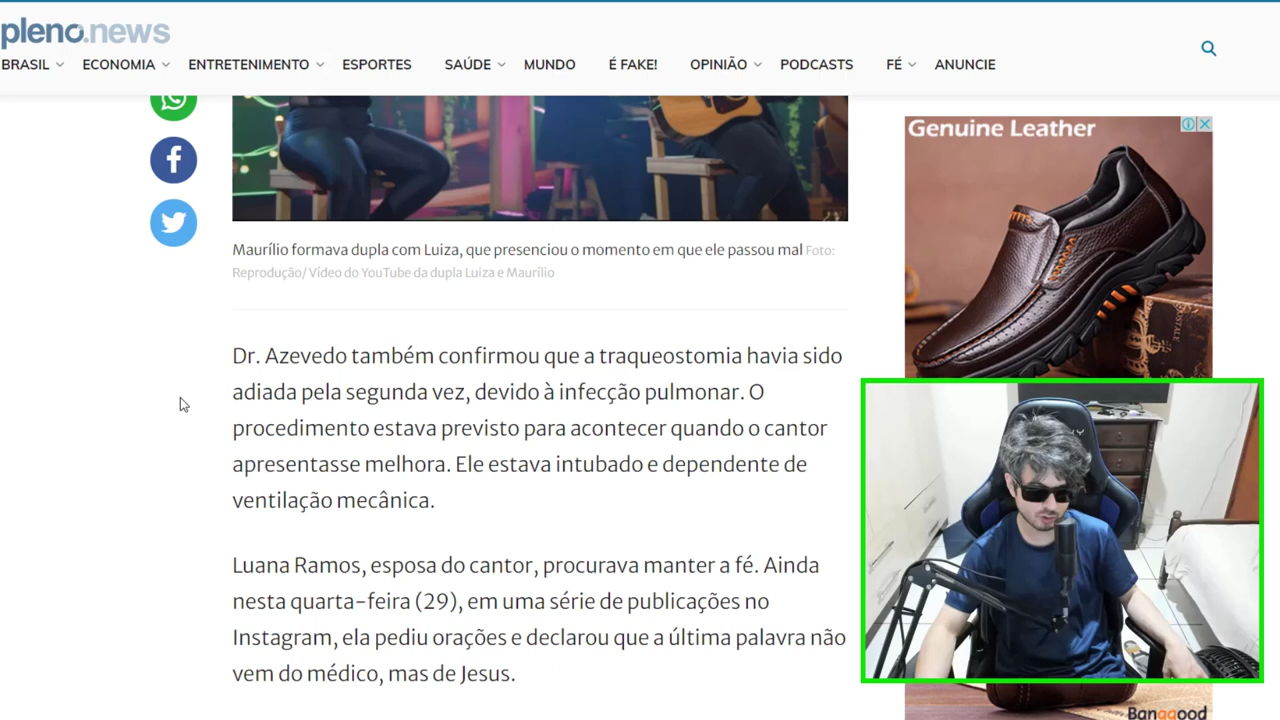 pleno.news
BRASIL ECONOMIA ENTRETENIMENTO ESPORTES SAÚDE MUNDO É FAKE! OPINIÃO PODCASTS FÉ ANUNCIE
Genuine Leather
Maurílio formava dupla com Luiza, que presenciou o momento em que ele passou mal Foto:
Reprodução/ Vídeo do YouTube da dupla Luiza e Maurílio
Dr. Azevedo também confirmou que a traqueostomia havia sido
adiada pela segunda vez, devido à infecção pulmonar. O
procedimento estava previsto para acontecer quando o cantor
apresentasse melhora. Ele estava intubado e dependente de
ventilação mecânica.
Luana Ramos, esposa do cantor, procurava manter a fé. Ainda
nesta quarta-feira (29), em uma série de publicações no
Instagram, ela pediu orações e declarou que a última palavra não
vem do médico, mas de Jesus.
Banggood